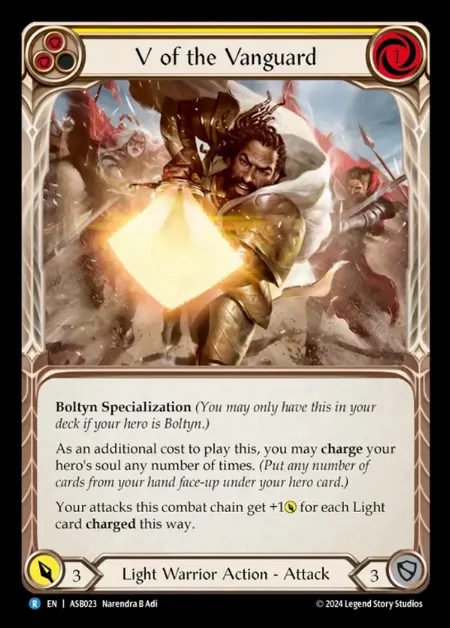 V of the Vanguard
1
Boltyn Specialization (You may only have this in your
deck if your hero is Boltyn.)
As an additional cost to play this, you may charge your
hero's soul any number of times. (Put any number of
cards from your hand face-up under your hero card.)
Your attacks this combat chain get +1 for each Light
card charged this way.
3 Light Warrior Action - Attack 3
R EN | ASB023 Narendra B Adi © 2024 Legend Story Studios